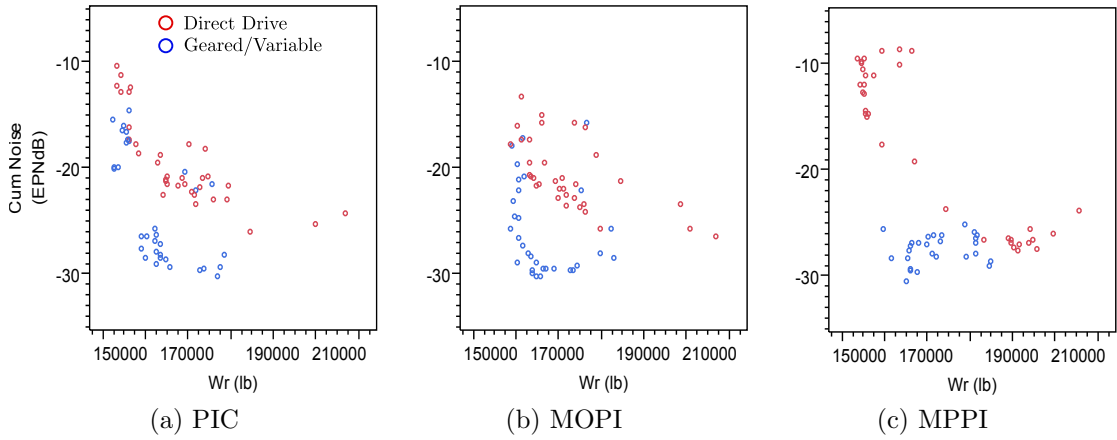 Direct Drive
Geared/Variable
Cum Noise
(EPNdB)
-10
-20
-30
150000 170000 190000 210000
Wr (lb)
(a) PIC
-10
-20
-30
150000 170000 190000 210000
Wr (lb)
(b) MOPI
-10
-20
-30
150000 170000 190000 210000
Wr (lb)
(c) MPPI